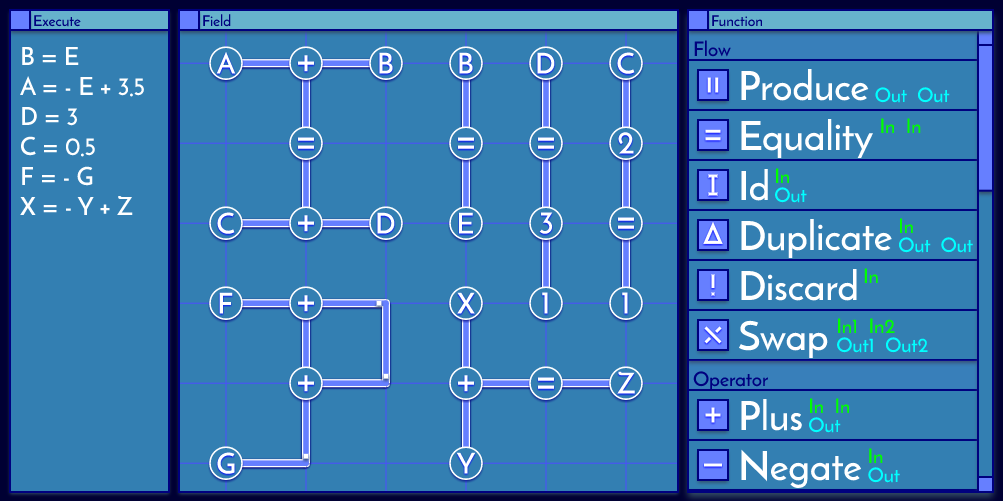 Execute
B = E
A = - E + 3.5
D = 3
C = 0.5
F = - G
X = - Y + Z
Field
A + B B D C
= = = 2
C + D E 3 =
F + X 1 1
+ + = Z
G Y
Function
Flow
Produce Out Out
= Equality In In
Id In Out
Duplicate In Out Out
! Discard In
Swap In1 In2 Out1 Out2
Operator
+ Plus In In Out
− Negate In Out